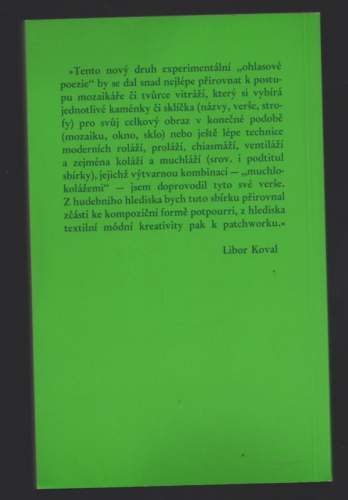 »Tento nový druh experimentální „ohlasové
poezie“ by se dal snad nejlépe přirovnat k postu-
pu mozaikáře či tvůrce vitráží, který si vybírá
jednotlivé kaménky či sklíčka (názvy, verše, stro-
fy) pro svůj celkový obraz v konečné podobě
(mozaiku, okno, sklo) nebo ještě lépe technice
moderních roláží, proláží, chiasmáží, ventiláží
a zejména koláží a muchláží (srov. i podtitul
sbírky), jejichž výtvarnou kombinací — „muchlo-
kolážemi“ — jsem doprovodil tyto své verše.
Z hudebního hlediska bych tuto sbírku přirovnal
zčásti ke kompoziční formě potpourri, z hlediska
textilní módní kreativity pak k patchworku.«
Libor Koval